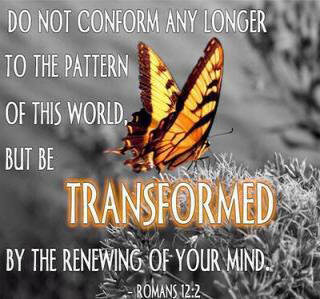 DO NOT CONFORM ANY LONGER
TO THE PATTERN
OF THIS WORLD,
BUT BE
TRANSFORMED
BY THE RENEWING OF YOUR MIND.
- ROMANS 12:2